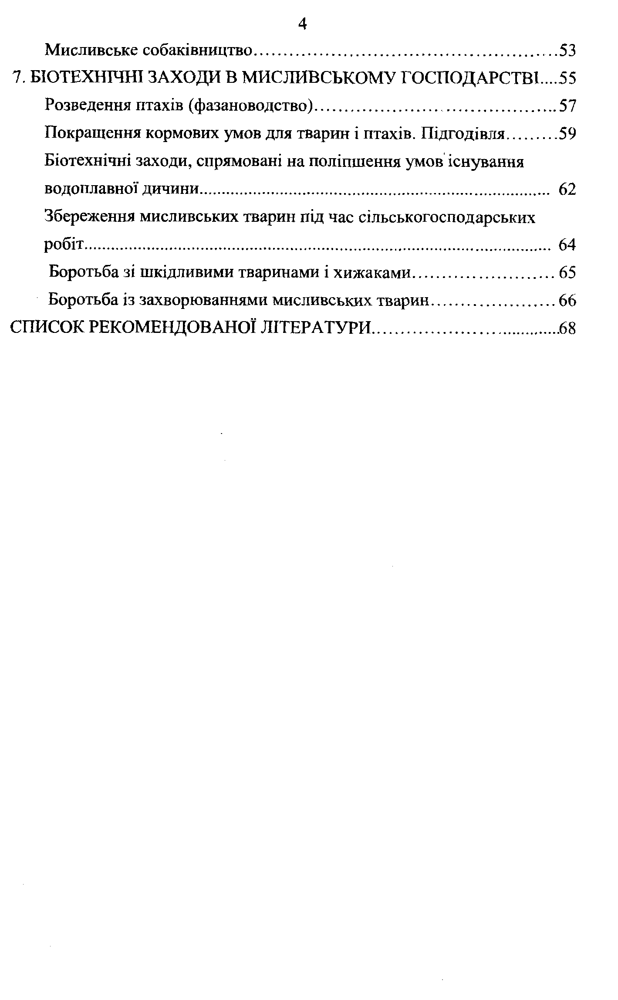 4
Мисливське собаківництво.....................................................53
7. БІОТЕХНІЧНІ ЗАХОДИ В МИСЛИВСЬКОМУ ГОСПОДАРСТВІ....55
Розведення птахів (фазановодство)..........................................57
Покращення кормових умов для тварин і птахів. Підгодівля.........59
Біотехнічні заходи, спрямовані на поліпшення умов існування
водоплавної дичини.................................................................... 62
Збереження мисливських тварин під час сільськогосподарських
робіт........................................................................................... 64
Боротьба зі шкідливими тваринами і хижаками.........................65
Боротьба із захворюваннями мисливських тварин......................66
СПИСОК РЕКОМЕНДОВАНОЇ ЛІТЕРАТУРИ.....................................68